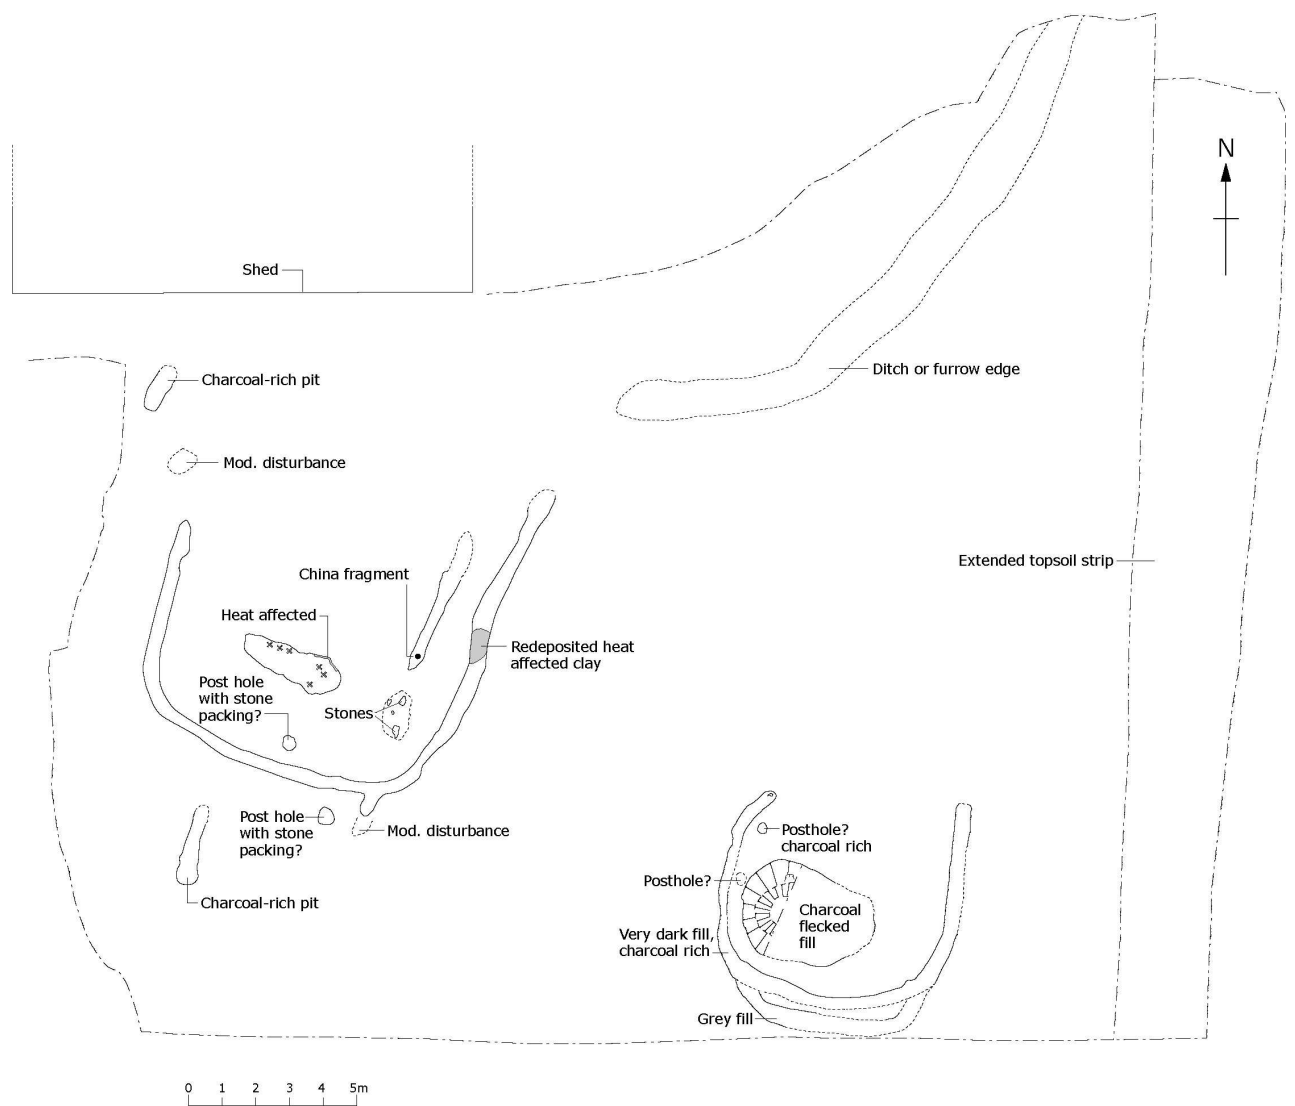 N
Shed
Charcoal-rich pit
Ditch or furrow edge
Mod. disturbance
Extended topsoil strip
China fragment
Heat affected
Redeposited heat
affected clay
Post hole
with stone
packing?
Stones
Post hole
with stone
packing?
Mod. disturbance
Posthole?
charcoal rich
Posthole?
Charcoal-rich pit
Charcoal
flecked
fill
Very dark fill,
charcoal rich
Grey fill
0 1 2 3 4 5m